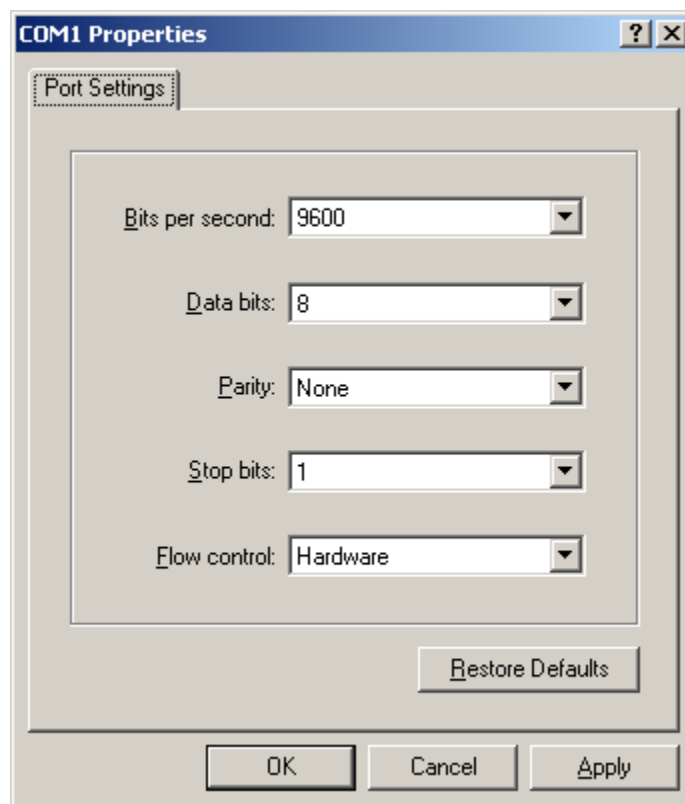 COM1 Properties
Port Settings
Bits per second: 9600
Data bits: 8
Parity: None
Stop bits: 1
Flow control: Hardware
Restore Defaults
OK Cancel Apply